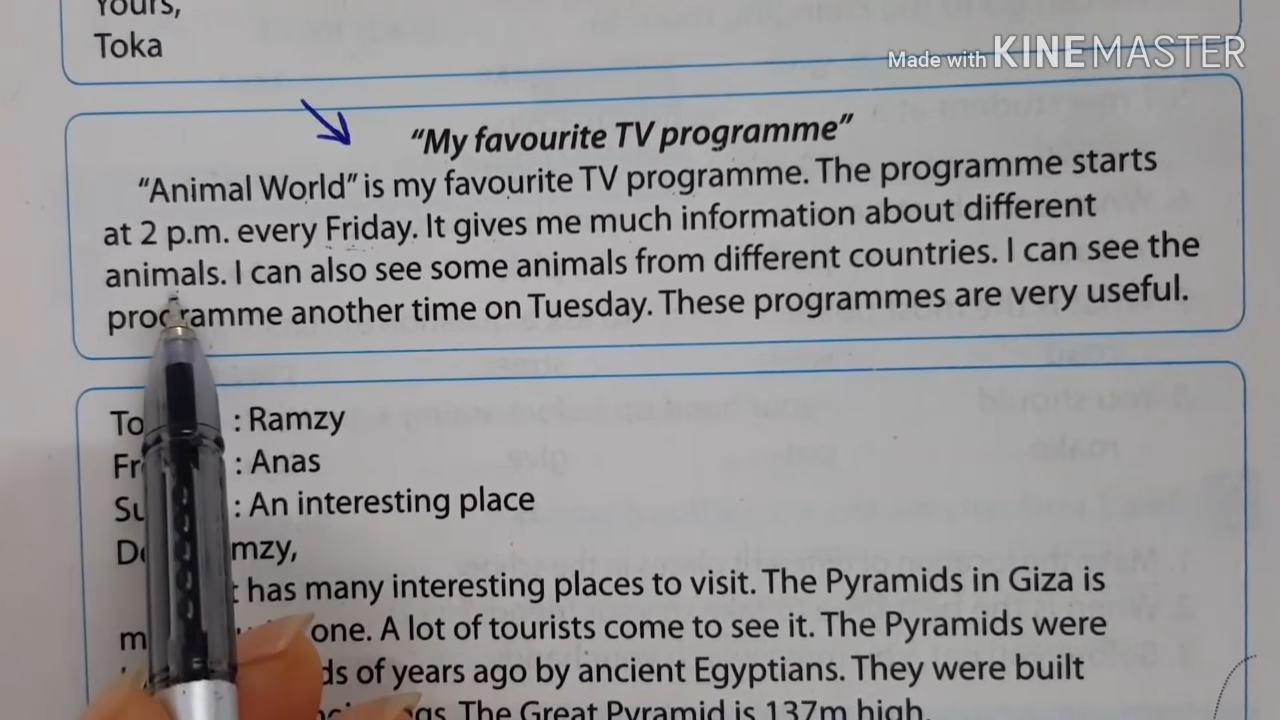 Yours,
Toka
Made with KINEMASTER
"My favourite TV programme"
"Animal World" is my favourite TV programme. The programme starts
at 2 p.m. every Friday. It gives me much information about different
animals. I can also see some animals from different countries. I can see the
programme another time on Tuesday. These programmes are very useful.
To : Ramzy
: Anas
: An interesting place
has many interesting places to visit. The Pyramids in Giza is
one. A lot of tourists come to see it. The Pyramids were
of years ago by ancient Egyptians. They were built
The Great Pyramid is 137m high.